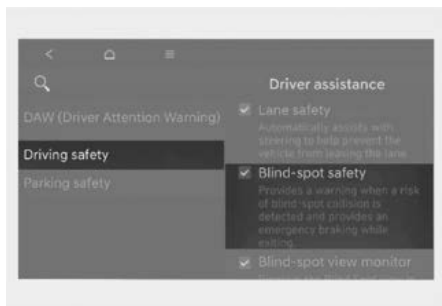 Driver assistance
DAW (Driver Attention Warning)
Driving safety
Parking safety
Lane safety
Automatically assists with
steering to help prevent the
vehicle from leaving the lane.
Blind-spot safety
Provides a warning when a risk
of blind-spot collision is
detected and provides an
emergency braking while
exiting.
Blind-spot view monitor